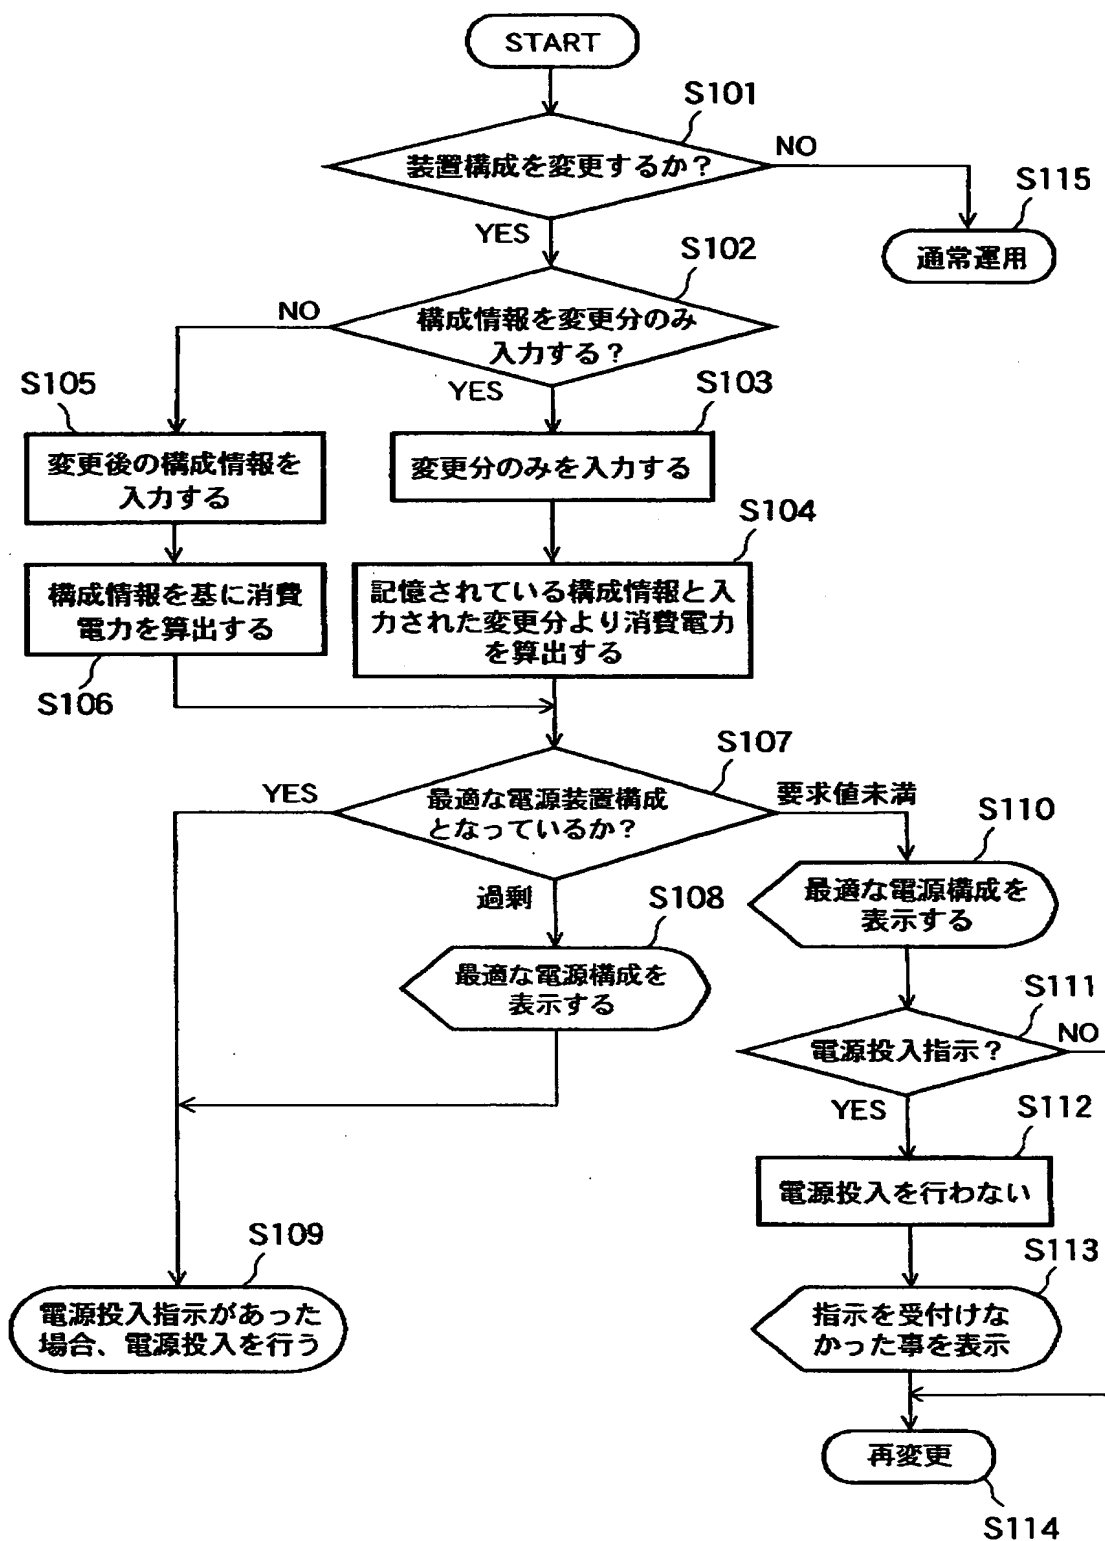 START
S101
装置構成を変更するか?
NO
S115
通常運用
YES
S102
構成情報を変更分のみ
入力する?
NO
YES
S105
変更後の構成情報を
入力する
S103
変更分のみを入力する
S104
記憶されている構成情報と入
力された変更分より消費電力
を算出する
構成情報を基に消費
電力を算出する
S106
S107
最適な電源装置構成
となっているか?
YES
要求値未満
S110
最適な電源構成を
表示する
過剰
S108
最適な電源構成を
表示する
S111
電源投入指示?
NO
YES
S112
電源投入を行わない
S109
電源投入指示があった
場合、電源投入を行う
S113
指示を受付けな
かった事を表示
再変更
S114